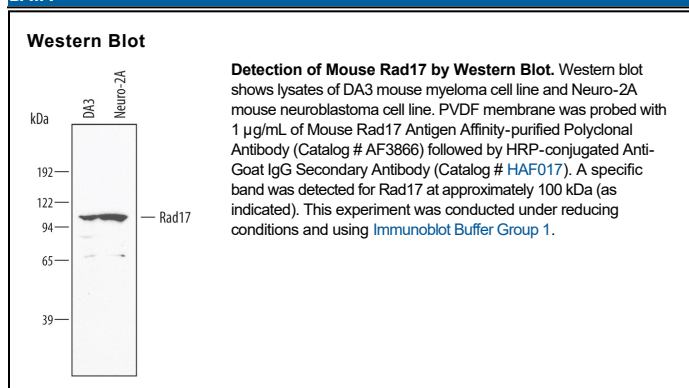 Western Blot
DA3
Neuro-2A
kDa
192
122
94
65
39
Rad17
Detection of Mouse Rad17 by Western Blot. Western blot
shows lysates of DA3 mouse myeloma cell line and Neuro-2A
mouse neuroblastoma cell line. PVDF membrane was probed with
1 µg/mL of Mouse Rad17 Antigen Affinity-purified Polyclonal
Antibody (Catalog # AF3866) followed by HRP-conjugated Anti-
Goat IgG Secondary Antibody (Catalog # HAF017). A specific
band was detected for Rad17 at approximately 100 kDa (as
indicated). This experiment was conducted under reducing
conditions and using Immunoblot Buffer Group 1.